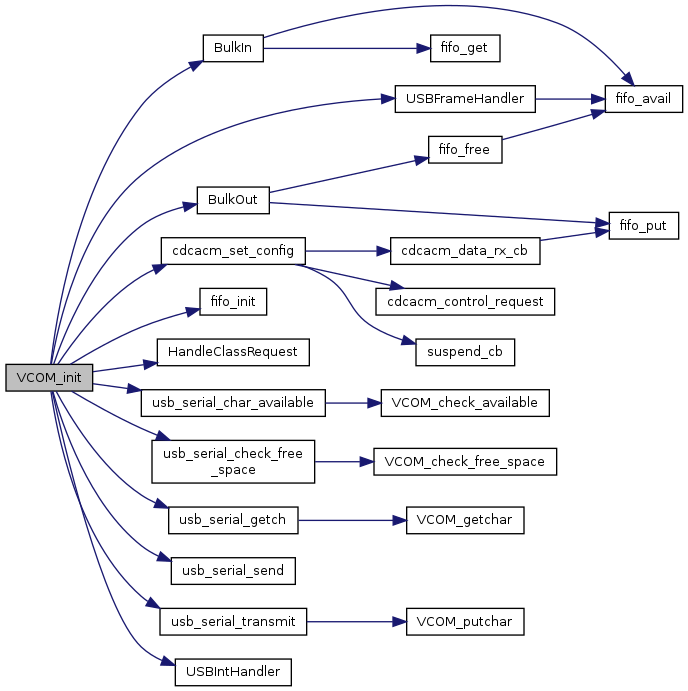 BulkIn
fifo_get
fifo_avail
USBFrameHandler
fifo_free
BulkOut
fifo_put
cdcacm_set_config
cdcacm_data_rx_cb
fifo_init
cdcacm_control_request
HandleClassRequest
suspend_cb
VCOM_init
usb_serial_char_available
VCOM_check_available
usb_serial_check_free
_space
VCOM_check_free_space
usb_serial_getch
VCOM_getchar
usb_serial_send
usb_serial_transmit
VCOM_putchar
USBIntHandler